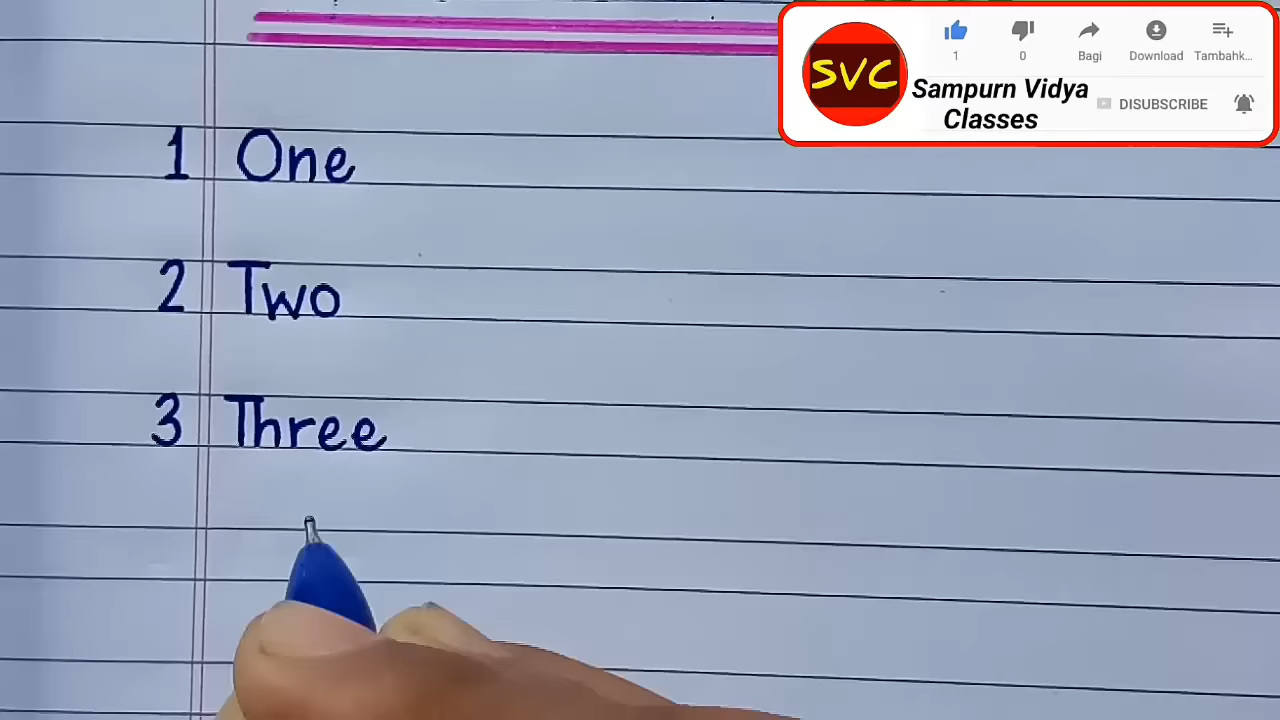 1 0
Bagi Download Tambahk...
SVC
Sampurn Vidya
Classes
DISUBSCRIBE
1 One
2 Two
3 Three